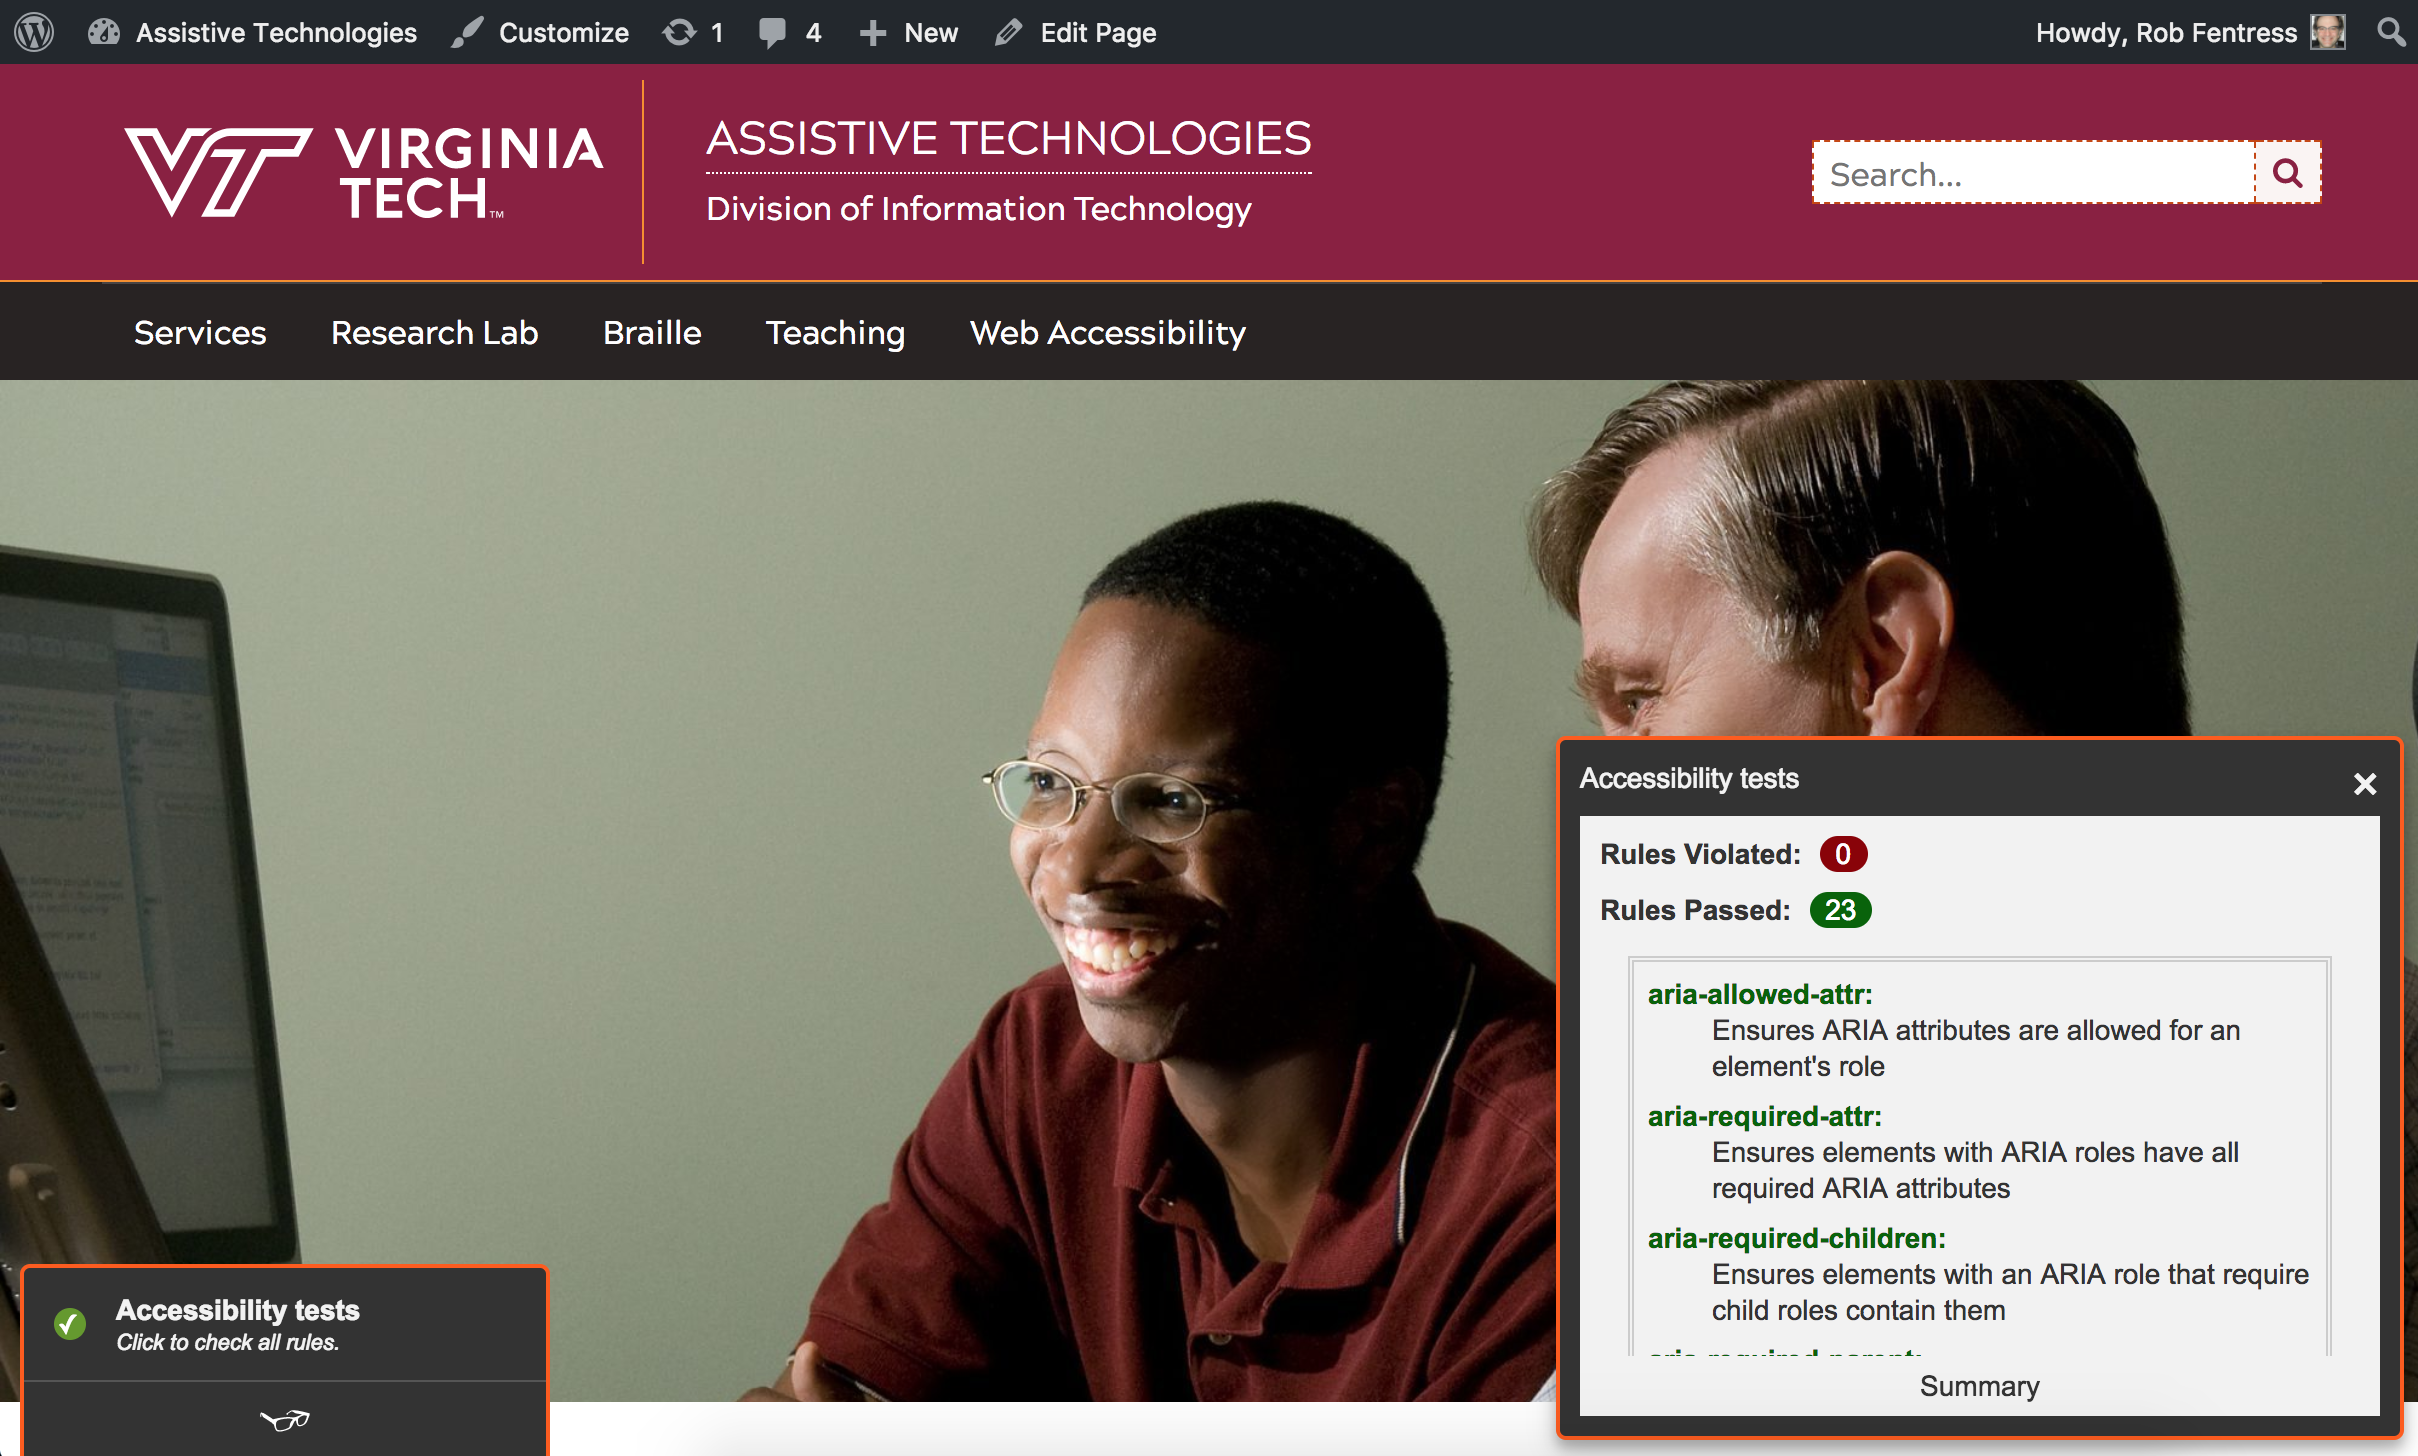 Assistive Technologies Customize 1 4 New Edit Page Howdy, Rob Fentress
VIRGINIA
TECH™
ASSISTIVE TECHNOLOGIES
Division of Information Technology
Search...
Services Research Lab Braille Teaching Web Accessibility
Accessibility tests
Rules Violated: 0
Rules Passed: 23
aria-allowed-attr:
Ensures ARIA attributes are allowed for an
element's role
aria-required-attr:
Ensures elements with ARIA roles have all
required ARIA attributes
aria-required-children:
Ensures elements with an ARIA role that require
child roles contain them
Summary
Accessibility tests
Click to check all rules.